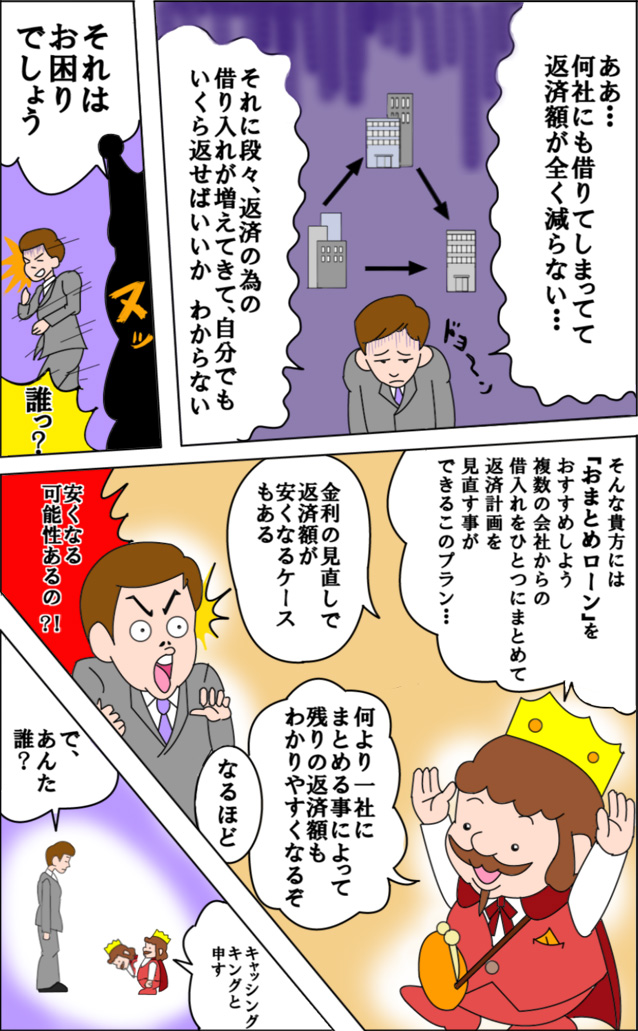 ああ…
何社にも借りてしまってて
返済額が全く減らない…
それに段々、返済の為の
借り入れが増えてきて、自分でも
いくら返せばいいか わからない
ドヨ～ン
それは
お困り
でしょう
ヌッ
誰っ?
そんな貴方には
『おまとめローン』を
おすすめしよう
複数の会社からの
借入れをひとつにまとめて
返済計画を
見直す事が
できるこのプラン…
金利の見直しで
返済額が
安くなるケース
もある
安くなる
可能性あるの?!
何より一社に
まとめる事によって
残りの返済額も
わかりやすくなるぞ
なるほど
で、
あんた
誰?
キャッシング
キングと
申す